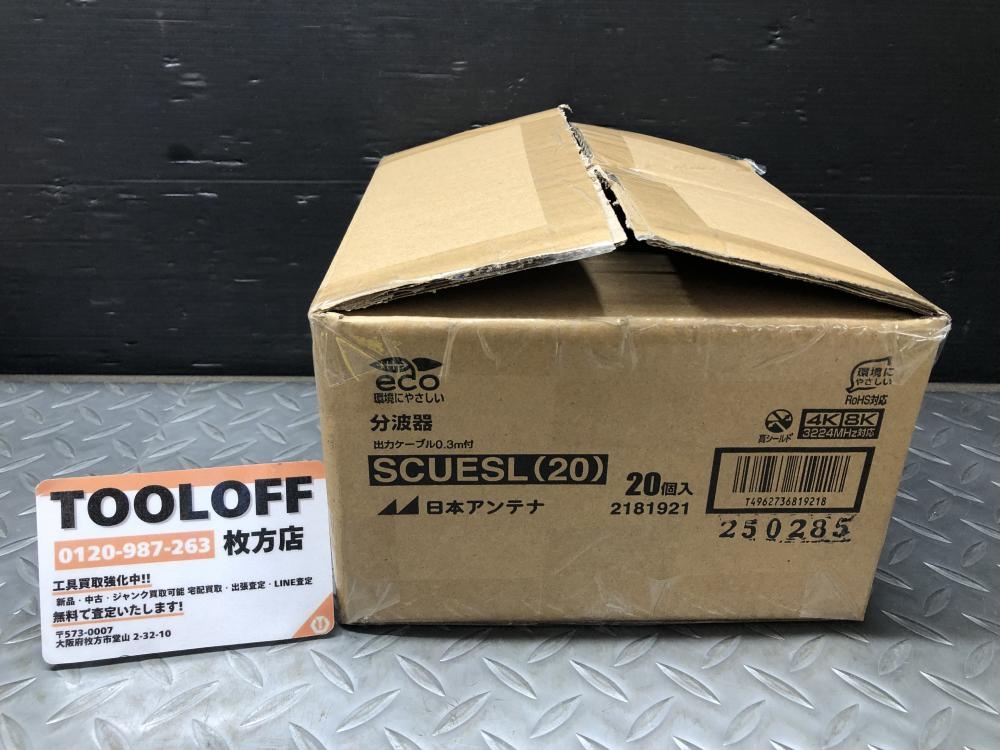 eco
環境にやさしい
分波器
出力ケーブル0.3m付
SCUESL(20)
日本アンテナ
20個入
2181921
環境に
やさしい
RoHS対応
高シールド
4K 8K
3224MHz対応
T4962736819218
250285
TOOLOFF
0120-987-263 枚方店
工具買取強化中!!
新品・中古・ジャンク買取可能 宅配買取・出張査定・LINE査定
無料で査定いたします!
〒573-0007
大阪府枚方市堂山 2-32-10